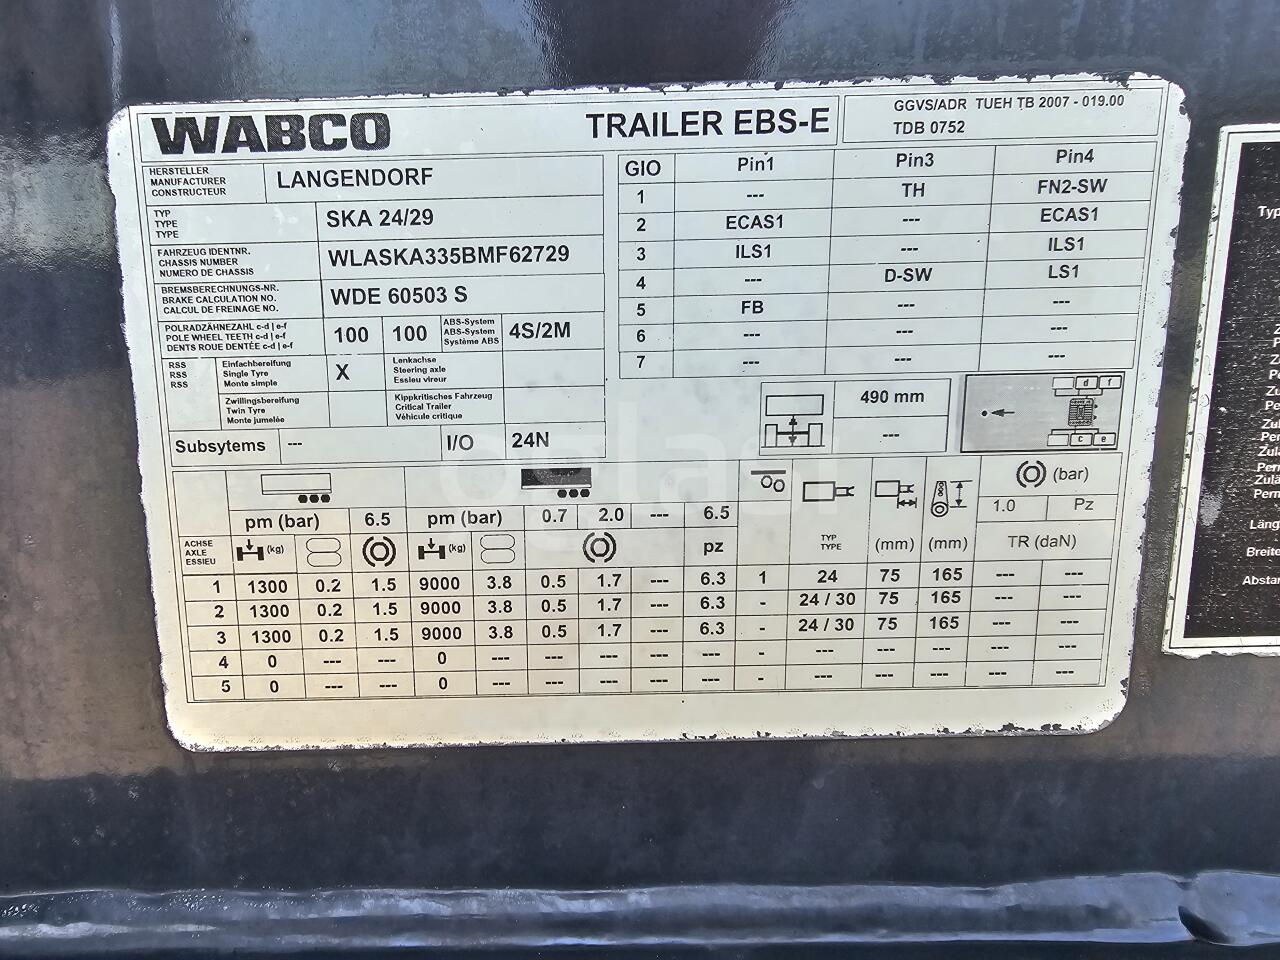 WABCO TRAILER EBS-E GGVS/ADR TUEH TB 2007 - 019.00
TDB 0752
HERSTELLER
MANUFACTURER
CONSTRUCTEUR
LANGENDORF
TYP
TYPE
TYPE
SKA 24/29
FAHRZEUG IDENTNR.
CHASSIS NUMBER
NUMERO DE CHASSIS
WLASKA335BMF62729
BREMSBERECHNUNGS-NR.
BRAKE CALCULATION NO.
CALCUL DE FREINAGE NO.
WDE 60503 S
POLRADZÄHNEZAHL c-d | e-f
POLE WHEEL TEETH c-d | e-f
DENTS ROUE DENTÉE c-d | e-f
100 100
ABS-System
ABS-System
Système ABS
4S/2M
RSS
RSS
RSS
Einfachbereifung
Single Tyre
Monte simple
X
Lenkachse
Steering axle
Essieu vireur
Zwillingsbereifung
Twin Tyre
Monte jumelée
Kippkritisches Fahrzeug
Critical Trailer
Véhicule critique
Subsytems --- I/O 24N
GIO Pin1 Pin3 Pin4
1 --- TH FN2-SW
2 ECAS1 --- ECAS1
3 ILS1 --- ILS1
4 --- D-SW LS1
5 FB --- ---
6 --- --- ---
7 --- --- ---
490 mm
---
d f
c e
pm (bar) 6.5 pm (bar) 0.7 2.0 --- 6.5
(bar)
1.0 Pz
ACHSE
AXLE
ESSIEU
(kg) (kg) pz
TYP
TYPE
(mm) (mm) TR (daN)
1 1300 0.2 1.5 9000 3.8 0.5 1.7 --- 6.3 1 24 75 165 --- ---
2 1300 0.2 1.5 9000 3.8 0.5 1.7 --- 6.3 - 24 / 30 75 165 --- ---
3 1300 0.2 1.5 9000 3.8 0.5 1.7 --- 6.3 - 24 / 30 75 165 --- ---
4 0 --- --- 0 --- --- --- --- --- - --- --- --- --- ---
5 0 --- --- 0 --- --- --- --- --- - --- --- --- --- ---
oglasi